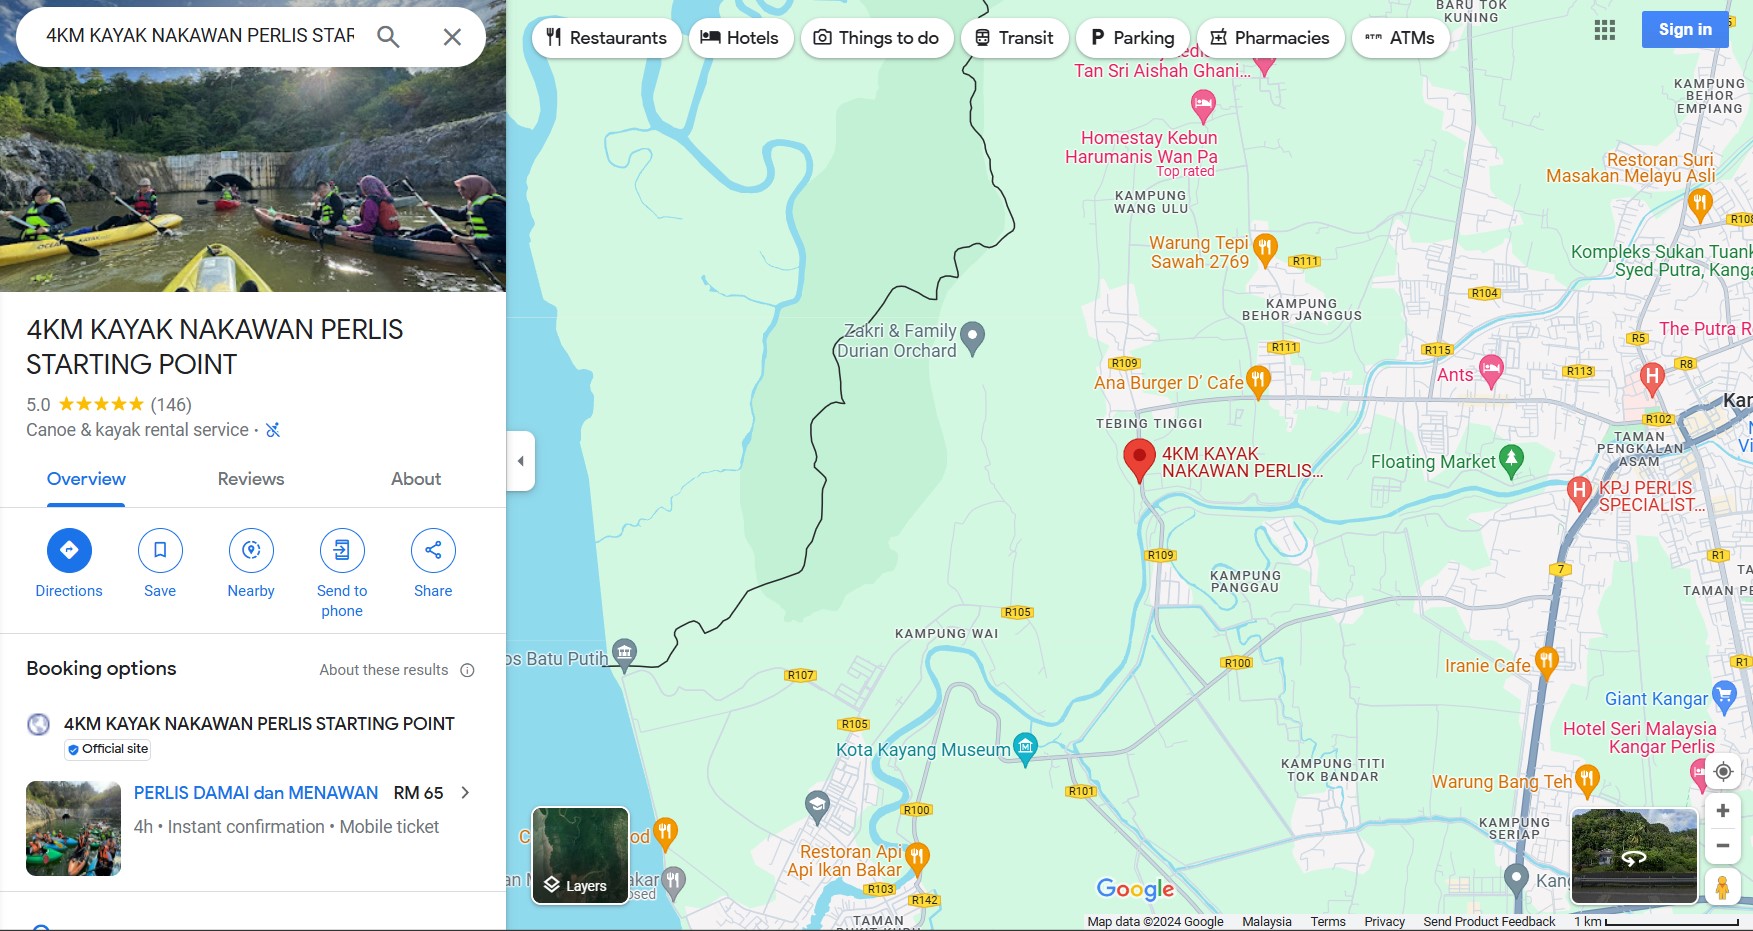 4KM KAYAK NAKAWAN PERLIS STAR
4KM KAYAK NAKAWAN PERLIS
STARTING POINT
5.0 ★★★★★ (146)
Canoe & kayak rental service ·
Overview
Reviews
About
Directions
Save
Nearby
Send to
phone
Share
Booking options
About these results
4KM KAYAK NAKAWAN PERLIS STARTING POINT
Official site
PERLIS DAMAI dan MENAWAN RM 65
4h • Instant confirmation • Mobile ticket
Restaurants
Hotels
Things to do
Transit
Parking
Pharmacies
ATMs
Sign in
BARU TOK
KUNING
Tan Sri Aishah Ghani...
KAMPUNG
BEHOR
EMPIANG
Homestay Kebun
Harumanis Wan Pa
Top rated
KAMPUNG
WANG ULU
Restoran Suri
Masakan Melayu Asli
Warung Tepi
Sawah 2769
R111
Kompleks Sukan Tuank
Syed Putra, Kanga
R104
KAMPUNG
BEHOR JANGGUS
Zakri & Family
Durian Orchard
R111
R115
R5
The Putra R
R109
R113
R8
Ants
Ana Burger D' Cafe
Kan
R102
TEBING TINGGI
TAMAN
PENGKALAN
ASAM
4KM KAYAK
NAKAWAN PERLIS...
Floating Market
KPJ PERLIS
SPECIALIST...
R109
R1
7
KAMPUNG
PANGGAU
TAMAN PE
R105
KAMPUNG WAI
os Batu Putih
R107
R100
Iranie Cafe
R1
Giant Kangar
R105
Hotel Seri Malaysia
Kangar Perlis
Kota Kayang Museum
KAMPUNG TITI
TOK BANDAR
Warung Bang Teh
R101
R100
KAMPUNG
SERIAP
Restoran Api
Api Ikan Bakar
R103
R142
Kang
TAMAN
Layers
Google
Map data ©2024 Google
Malaysia
Terms
Privacy
Send Product Feedback
1 km